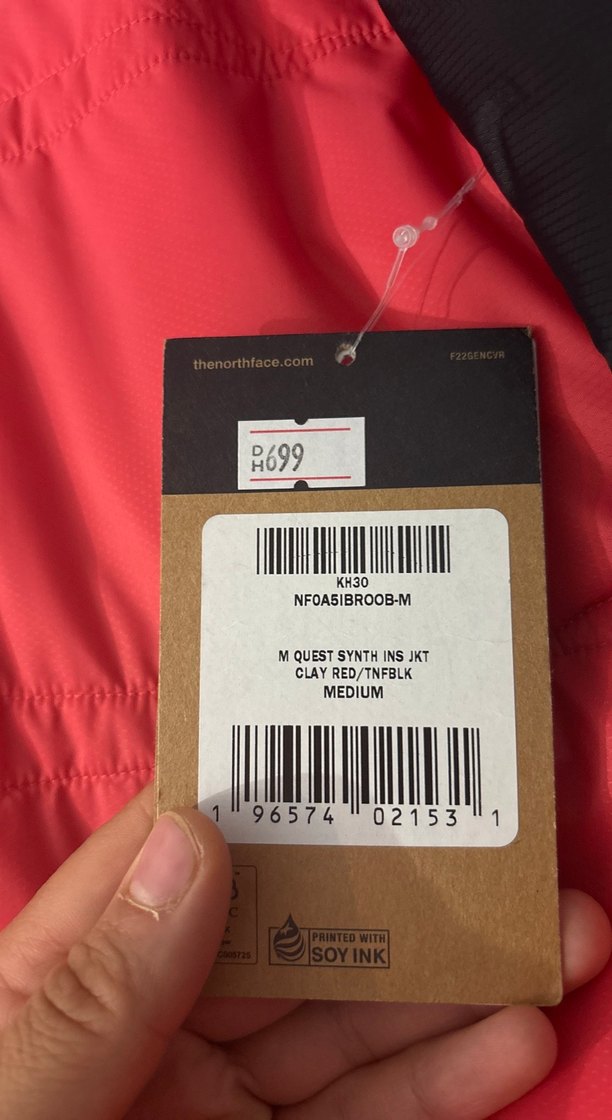 thenorthface.com
F22GENCVR
DH699
KH30
NF0A5IBROOB-M
M QUEST SYNTH INS JKT
CLAY RED/TNFBLK
MEDIUM
1 96574 02153 1
C
K
C005725
PRINTED WITH
SOY INK